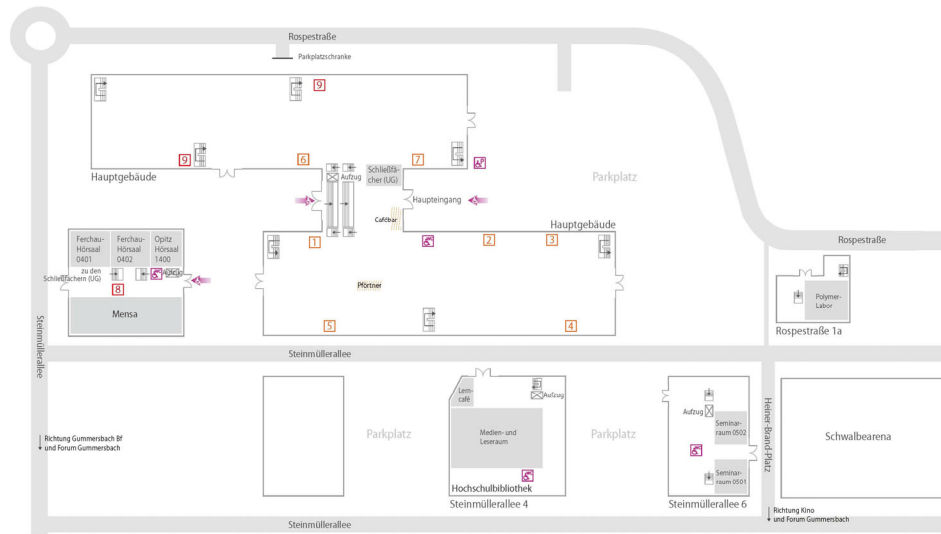 Rospestraße
Parkplatzschranke
9
9
6
7
Aufzug
Schließfä-
cher (UG)
P
Hauptgebäude
Parkplatz
Haupteingang
Cafébar
Hauptgebäude
1
2
3
Ferchau-
Hörsaal
0401
Ferchau-
Hörsaal
0402
Opitz
Hörsaal
1400
zu den
Schließfächern (UG)
Aufzug
8
Mensa
Pförtner
5
4
Rospestraße
Polymer-
Labor
Rospestraße 1a
Steinmüllerallee
Steinmüllerallee
Lern-
café
Aufzug
Medien- und
Leseraum
Hochschulbibliothek
Steinmüllerallee 4
Parkplatz
Parkplatz
Aufzug
Seminar-
raum 0502
Seminar-
raum 0501
Steinmüllerallee 6
Heiner-Brand-Platz
Schwalbearena
Richtung Gummersbach Bf
und Forum Gummersbach
Richtung Kino
und Forum Gummersbach
Steinmüllerallee